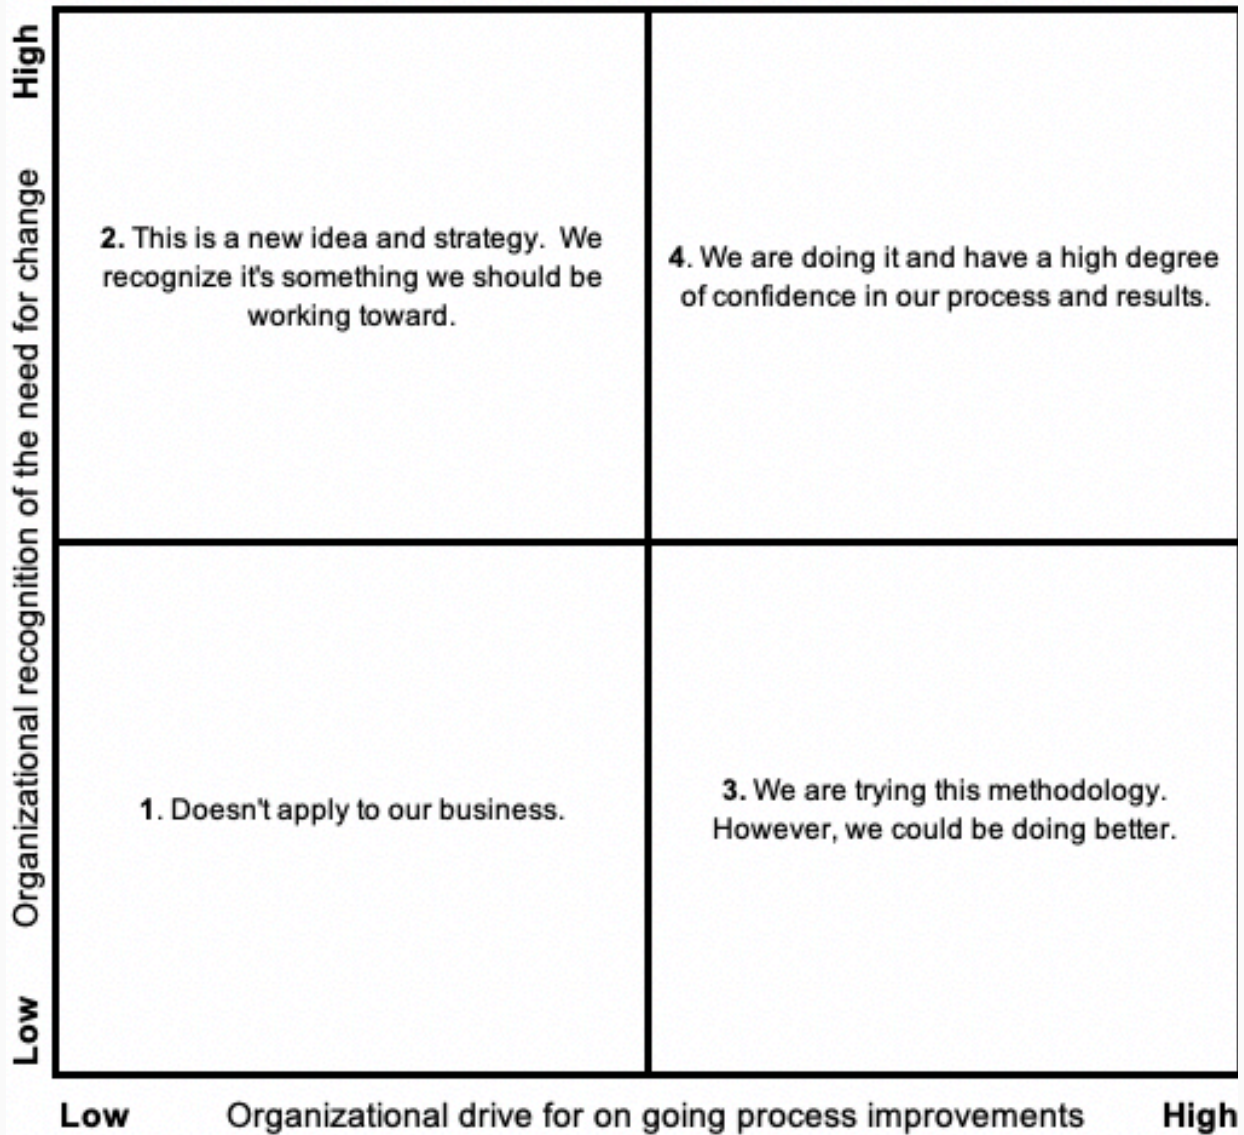 High
Organizational recognition of the need for change
Low
2. This is a new idea and strategy.  We
recognize it's something we should be
working toward.
4. We are doing it and have a high degree
of confidence in our process and results.
1. Doesn't apply to our business.
3. We are trying this methodology.
However, we could be doing better.
Low Organizational drive for on going process improvements High